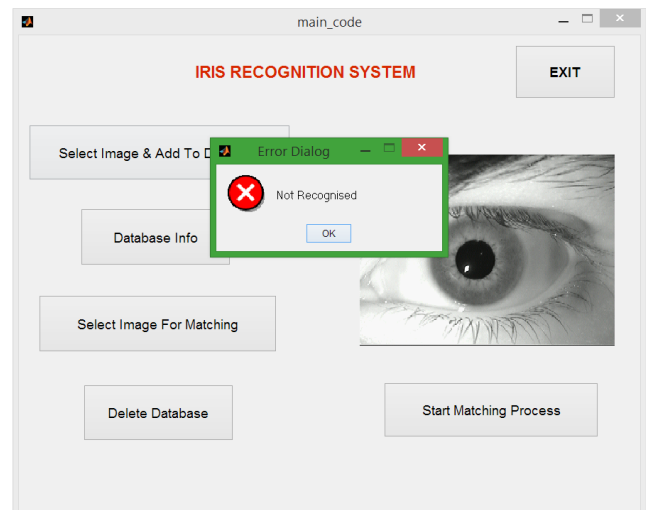 main_code
IRIS RECOGNITION SYSTEM
EXIT
Select Image & Add To D
Error Dialog
Not Recognised
OK
Database Info
Select Image For Matching
Delete Database
Start Matching Process